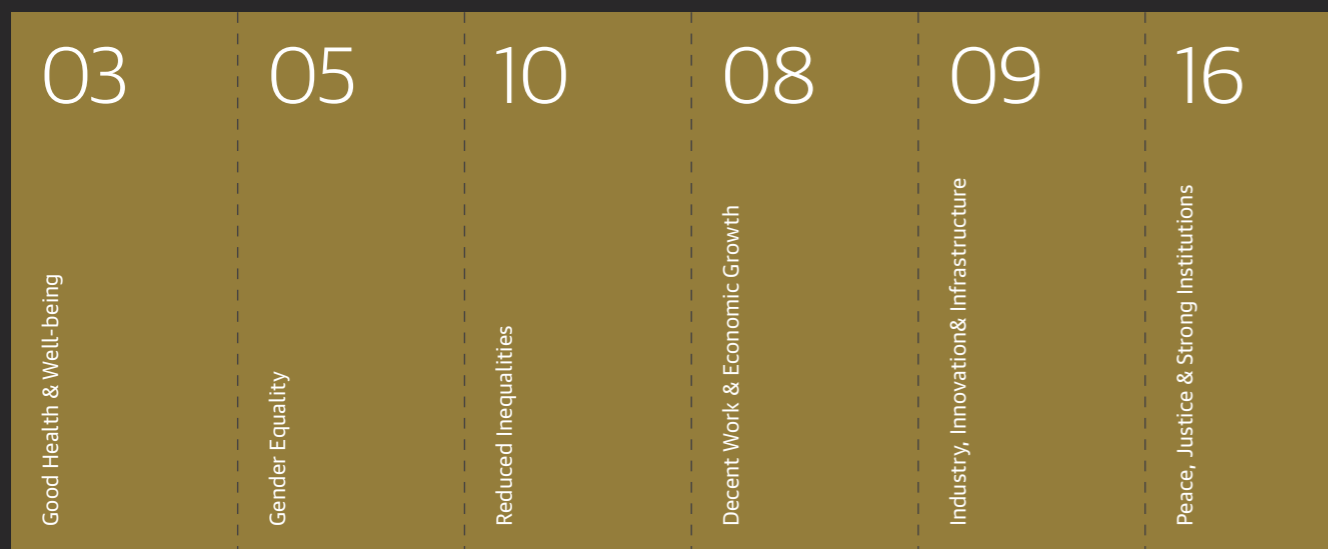 03
Good Health & Well-being
05
Gender Equality
10
Reduced Inequalities
08
Decent Work & Economic Growth
09
Industry, Innovation& Infrastructure
16
Peace, Justice & Strong Institutions